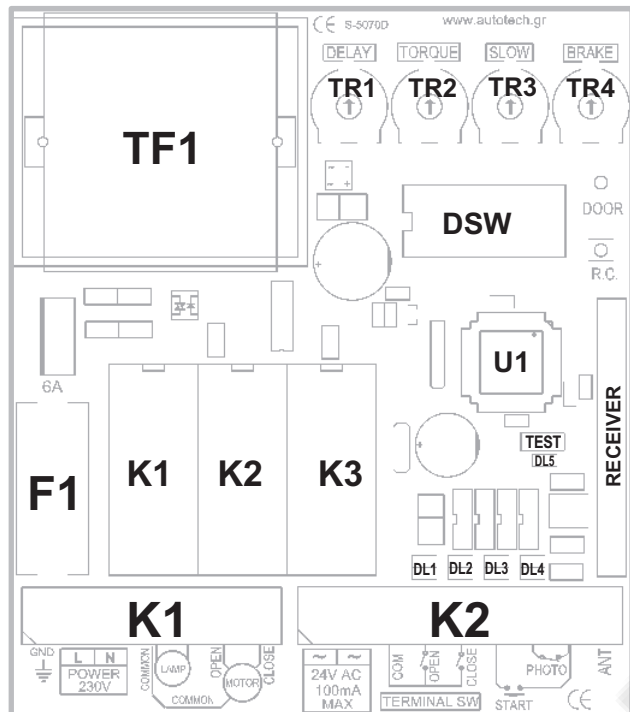 CE S-5070D www.autotech.gr
DELAY TORQUE SLOW BRAKE
TR1 TR2 TR3 TR4
TF1
DSW
DOOR
R.C.
U1
6A
RECEIVER
TEST
DL5
F1
K1 K2 K3
DL1 DL2 DL3 DL4
K1 K2
GND
L N
POWER
230V
COMMON
LAMP
OPEN
MOTOR
CLOSE
COMMON
~ ~
24V AC
100mA
MAX
COM
OPEN
CLOSE
TERMINAL SW
PHOTO
START
CE
ANT